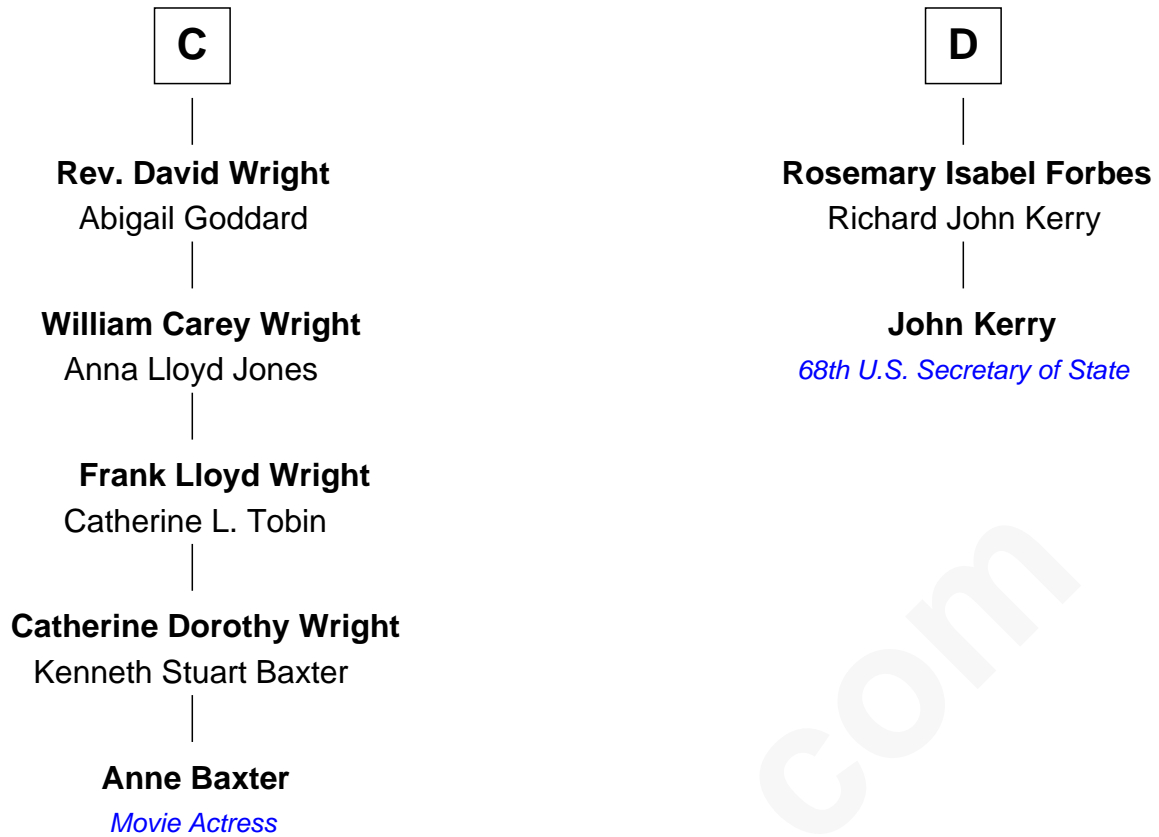 C
Rev. David Wright
Abigail Goddard
William Carey Wright
Anna Lloyd Jones
Frank Lloyd Wright
Catherine L. Tobin
Catherine Dorothy Wright
Kenneth Stuart Baxter
Anne Baxter
Movie Actress
D
Rosemary Isabel Forbes
Richard John Kerry
John Kerry
68th U.S. Secretary of State
com